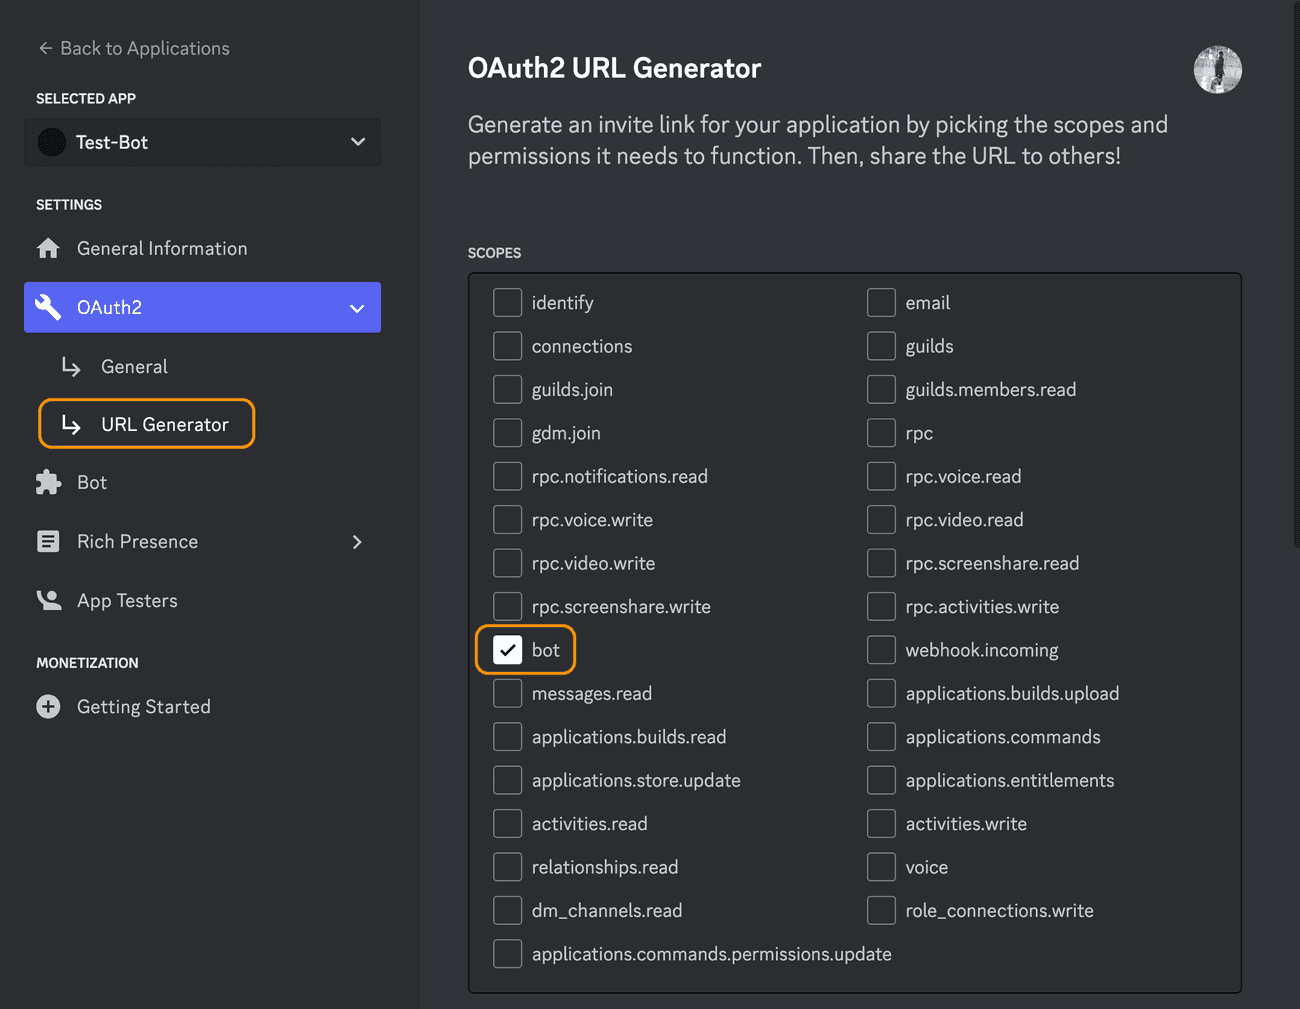 Back to Applications
SELECTED APP
Test-Bot
SETTINGS
General Information
OAuth2
General
URL Generator
Bot
Rich Presence
App Testers
MONETIZATION
Getting Started
OAuth2 URL Generator
Generate an invite link for your application by picking the scopes and
permissions it needs to function. Then, share the URL to others!
SCOPES
identify
email
connections
guilds
guilds.join
guilds.members.read
gdm.join
rpc
rpc.notifications.read
rpc.voice.read
rpc.voice.write
rpc.video.read
rpc.video.write
rpc.screenshare.read
rpc.screenshare.write
rpc.activities.write
bot
webhook.incoming
messages.read
applications.builds.upload
applications.builds.read
applications.commands
applications.store.update
applications.entitlements
activities.read
activities.write
relationships.read
voice
dm_channels.read
role_connections.write
applications.commands.permissions.update